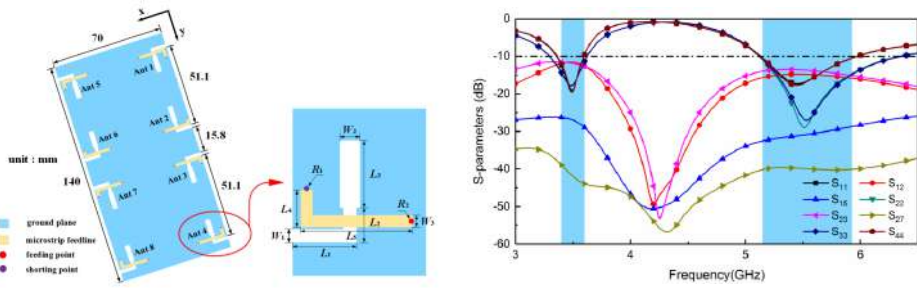 x
y
70
Ant 1
Ant 5
51.1
Ant 2
Ant 6
15.8
unit : mm
Ant 3
140
Ant 7
51.1
Ant 4
Ant 8
ground plane
microstrip feedline
feeding point
shorting point
W2
R1
L3
L4
L2
R2
W3
W1
L1
S-parameters (dB)
0
-10
-20
-30
-40
-50
-60
3
4
5
6
Frequency(GHz)
S11
S12
S22
S23
S27
S33
S44